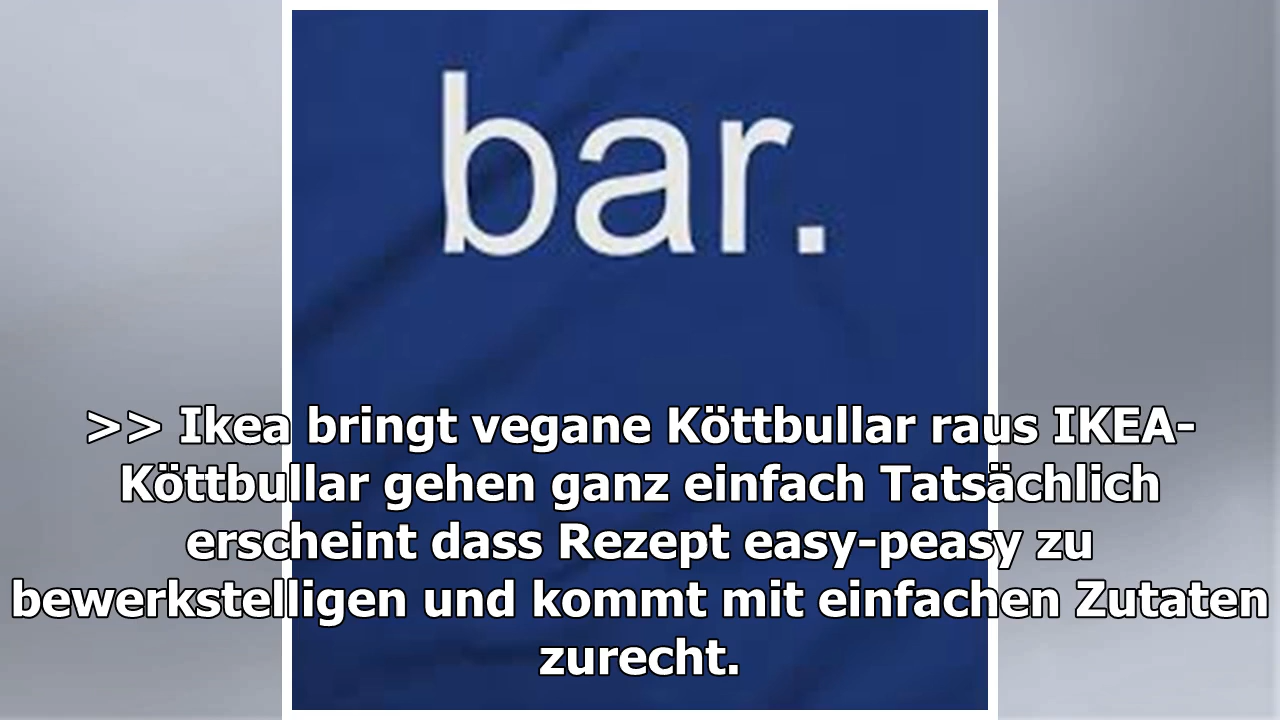 bar.
>> Ikea bringt vegane Köttbullar raus IKEA-
Köttbullar gehen ganz einfach Tatsächlich
erscheint dass Rezept easy-peasy zu
bewerkstelligen und kommt mit einfachen Zutaten
zurecht.